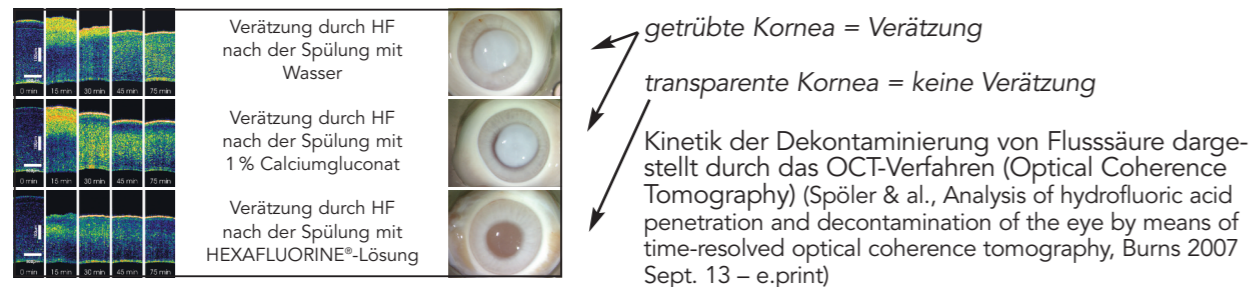 Verätzung durch HF
nach der Spülung mit
Wasser
0 min 15 min 30 min 45 min 75 min
Verätzung durch HF
nach der Spülung mit
1 % Calciumgluconat
0 min 15 min 30 min 45 min 75 min
Verätzung durch HF
nach der Spülung mit
HEXAFLUORINE®-Lösung
0 min 15 min 30 min 45 min 75 min
getrübte Kornea = Verätzung
transparente Kornea = keine Verätzung
Kinetik der Dekontaminierung von Flusssäure darge-
stellt durch das OCT-Verfahren (Optical Coherence
Tomography) (Spöler & al., Analysis of hydrofluoric acid
penetration and decontamination of the eye by means of
time-resolved optical coherence tomography, Burns 2007
Sept. 13 – e.print)